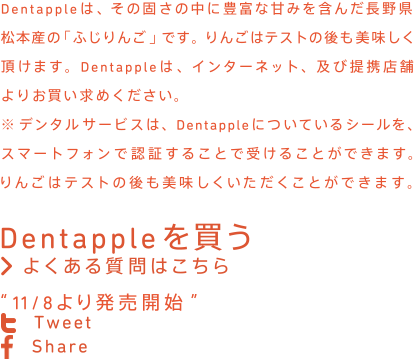 Dentappleは、その固さの中に豊富な甘みを含んだ長野県
松本産の「ふじりんご」です。りんごはテストの後も美味しく
頂けます。Dentappleは、インターネット、及び提携店舗
よりお買い求めください。
※デンタルサービスは、Dentappleについているシールを、
スマートフォンで認証することで受けることができます。
りんごはテストの後も美味しくいただくことができます。
Dentappleを買う
よくある質問はこちら
“11/8より発売開始”
Tweet
Share